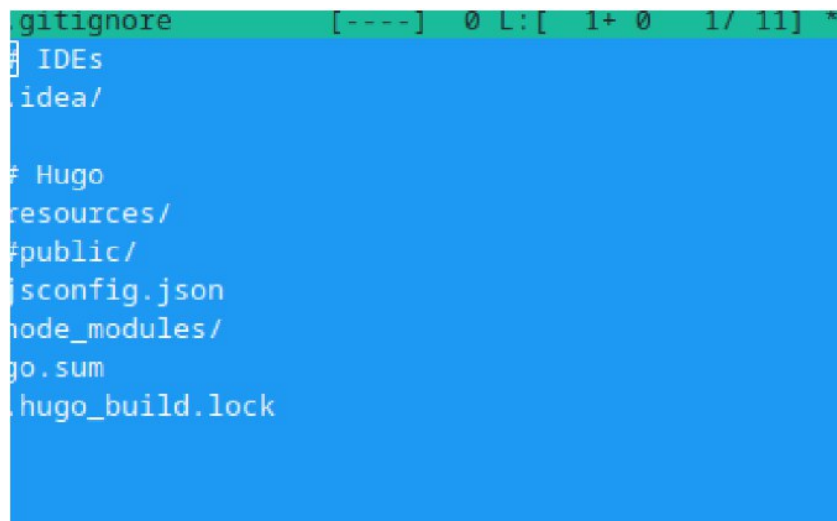 .gitignore [----] 0 L:[ 1+ 0 1/ 11] *
# IDEs
.idea/

# Hugo
resources/
#public/
jsconfig.json
node_modules/
go.sum
.hugo_build.lock